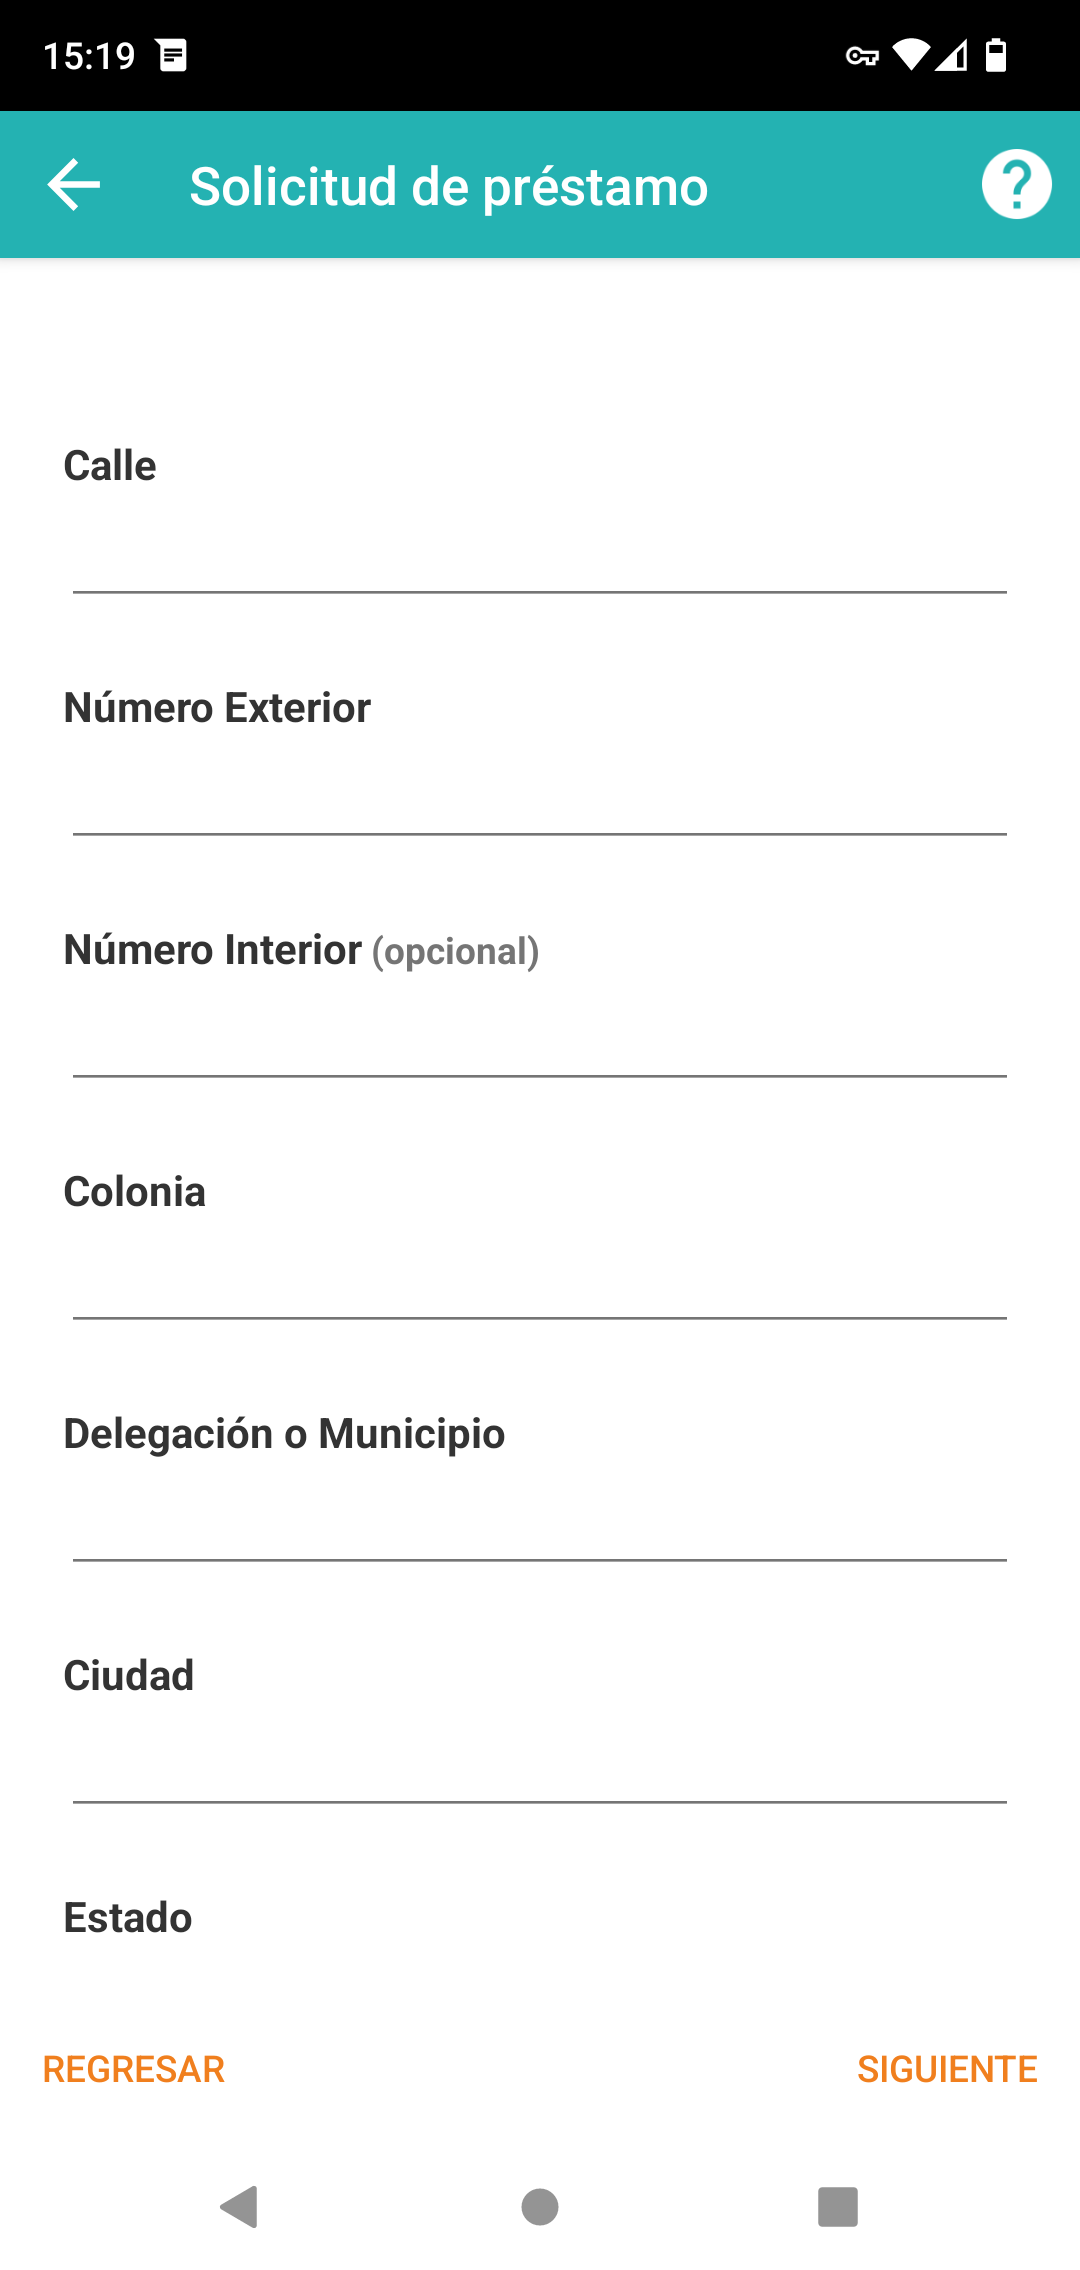 15:19
Solicitud de préstamo
Calle
Número Exterior
Número Interior (opcional)
Colonia
Delegación o Municipio
Ciudad
Estado
REGRESAR
SIGUIENTE